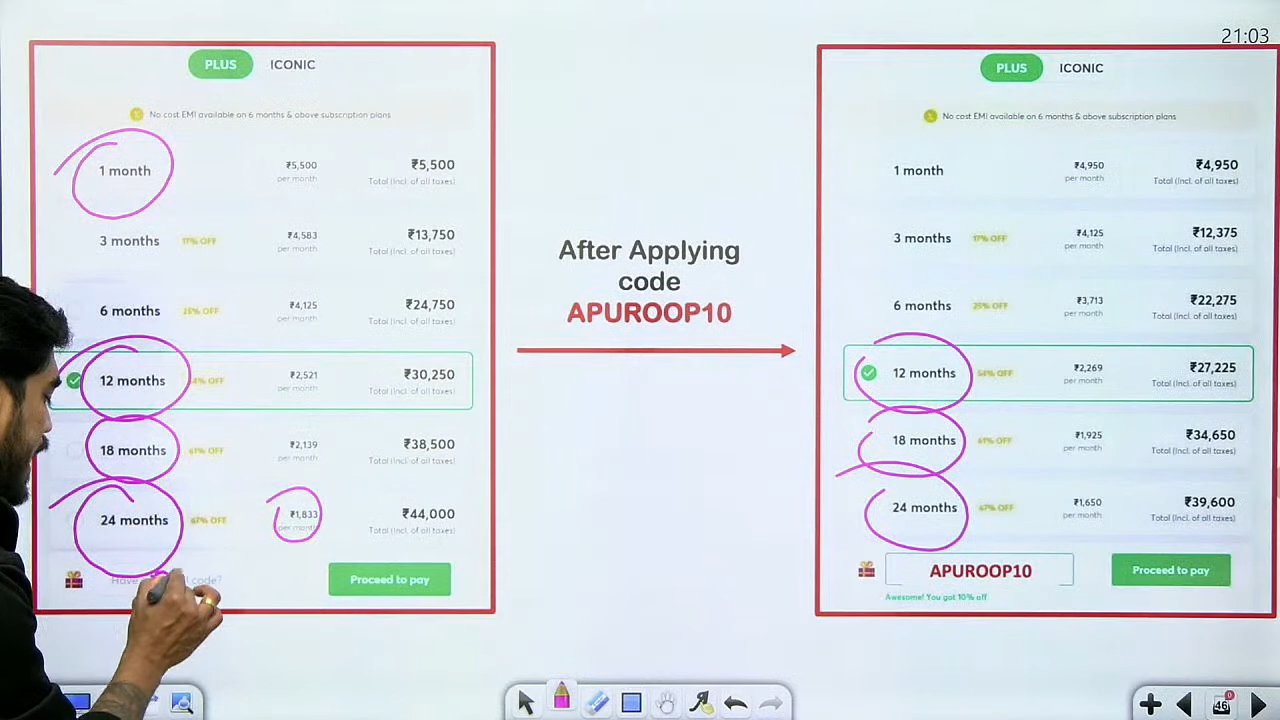 21:03
PLUS ICONIC
No cost EMI available on 6 months & above subscription plans
1 month ₹5,500 ₹5,500
per month Total (Incl. of all taxes)
3 months 17% OFF ₹4,583 ₹13,750
per month Total (Incl. of all taxes)
6 months 25% OFF ₹4,125 ₹24,750
per month Total (Incl. of all taxes)
12 months OFF ₹2,521 ₹30,250
per month Total (Incl. of all taxes)
18 months 61% OFF ₹2,139 ₹38,500
per month Total (Incl. of all taxes)
24 months 67% OFF ₹1,833 ₹44,000
per month Total (Incl. of all taxes)
Have code?
Proceed to pay
After Applying
code
APUROOP10
PLUS ICONIC
No cost EMI available on 6 months & above subscription plans
1 month ₹4,950 ₹4,950
per month Total (Incl. of all taxes)
3 months 17% OFF ₹4,125 ₹12,375
per month Total (Incl. of all taxes)
6 months 25% OFF ₹3,713 ₹22,275
per month Total (Incl. of all taxes)
12 months 54% OFF ₹2,269 ₹27,225
per month Total (Incl. of all taxes)
18 months 61% OFF ₹1,925 ₹34,650
per month Total (Incl. of all taxes)
24 months 67% OFF ₹1,650 ₹39,600
per month Total (Incl. of all taxes)
APUROOP10
Proceed to pay
Awesome! You got 10% off
0
46